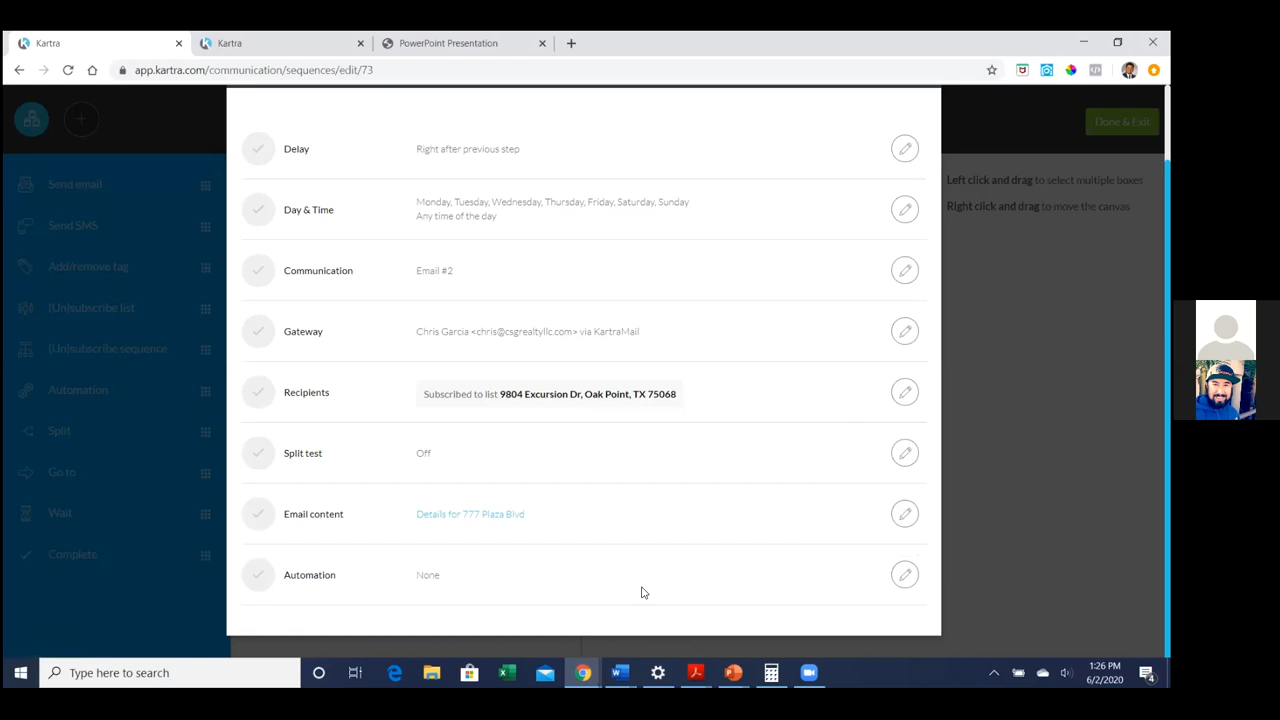 Kartra
Kartra
PowerPoint Presentation
app.kartra.com/communication/sequences/edit/73
Done & Exit
Send email
Send SMS
Add/remove tag
(Un)subscribe list
(Un)subscribe sequence
Automation
Split
Go to
Wait
Complete
Delay
Right after previous step
Day & Time
Monday, Tuesday, Wednesday, Thursday, Friday, Saturday, Sunday
Any time of the day
Communication
Email #2
Gateway
Chris Garcia <chris@csgrealtyllc.com> via KartraMail
Recipients
Subscribed to list 9804 Excursion Dr, Oak Point, TX 75068
Split test
Off
Email content
Details for 777 Plaza Blvd
Automation
None
Left click and drag to select multiple boxes
Right click and drag to move the canvas
Type here to search
1:26 PM
6/2/2020
4